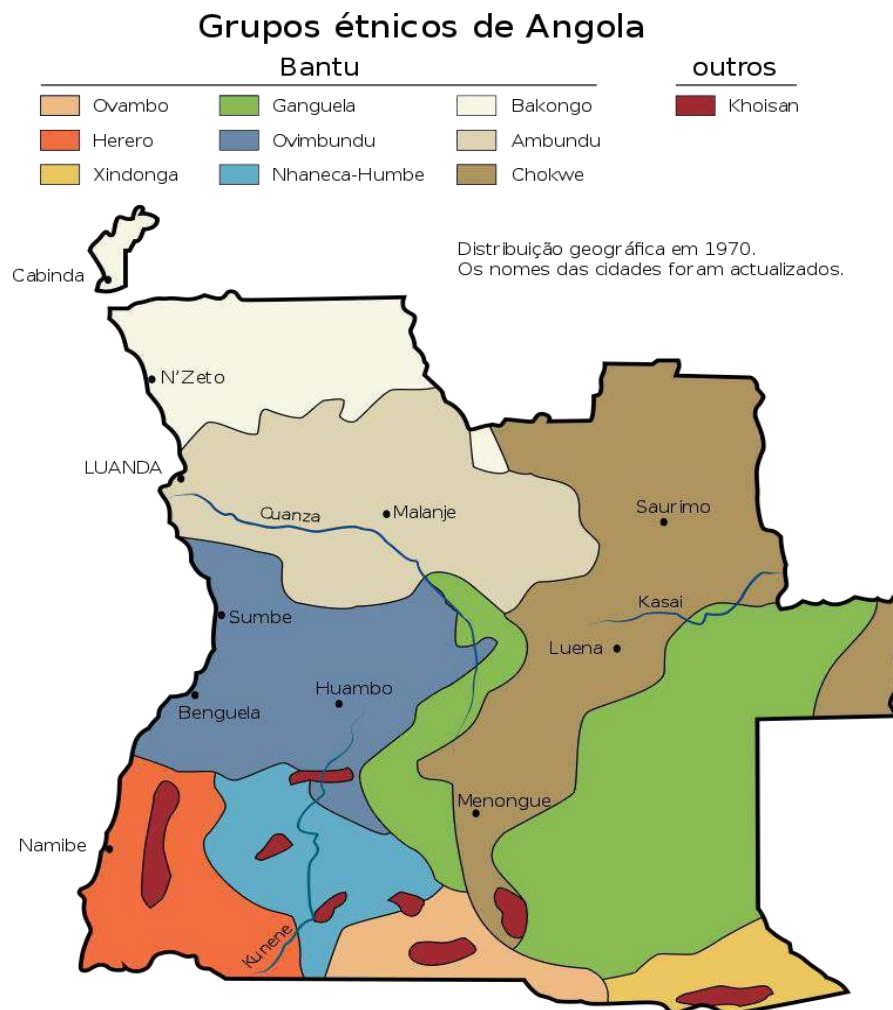 Grupos étnicos de Angola
Bantu
outros
Ovambo
Ganguela
Bakongo
Khoisan
Herero
Ovimbundu
Ambundu
Xindonga
Nhaneca-Humbe
Chokwe
Distribuição geográfica em 1970.
Os nomes das cidades foram actualizados.
Cabinda
N'Zeto
LUANDA
Cuanza
Malanje
Saurimo
Kasai
Sumbe
Luena
Huambo
Benguela
Menongue
Namibe
Kunene